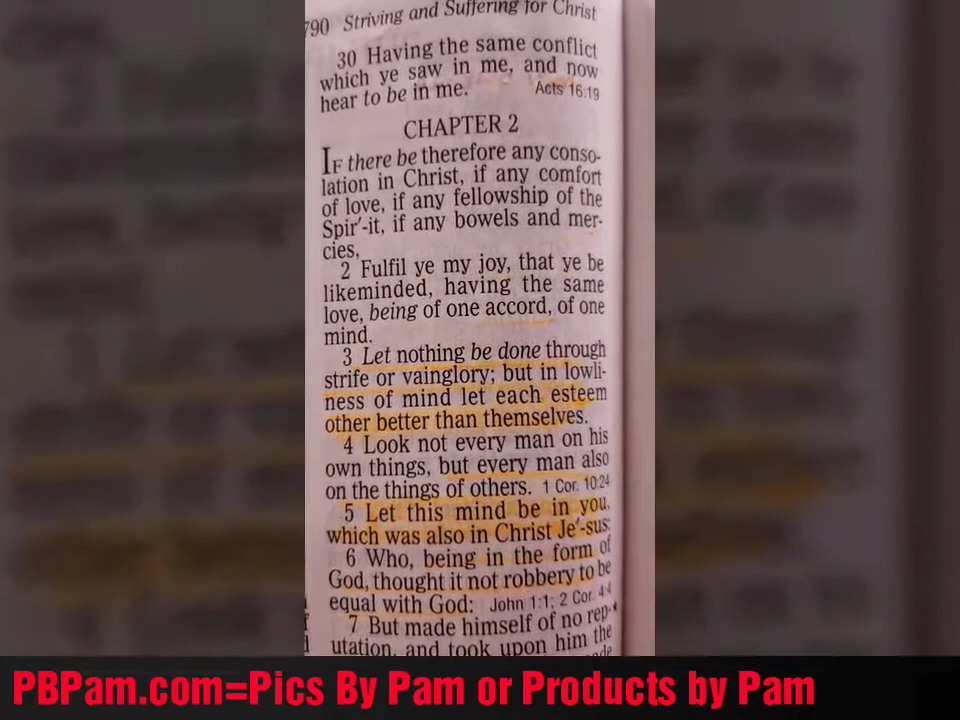 790 Striving and Suffering for Christ
30 Having the same conflict
which ye saw in me, and now
hear to be in me. Acts 16:19
CHAPTER 2
IF there be therefore any conso-
lation in Christ, if any comfort
of love, if any fellowship of the
Spir′-it, if any bowels and mer-
cies,
2 Fulfil ye my joy, that ye be
likeminded, having the same
love, being of one accord, of one
mind.
3 Let nothing be done through
strife or vainglory; but in lowli-
ness of mind let each esteem
other better than themselves.
4 Look not every man on his
own things, but every man also
on the things of others. 1 Cor. 10:24
5 Let this mind be in you,
which was also in Christ Je′-sus:
6 Who, being in the form of
God, thought it not robbery to be
equal with God: John 1:1; 2 Cor. 4:4
7 But made himself of no rep-*
utation, and took upon him the
PBPam.com=Pics By Pam or Products by Pam